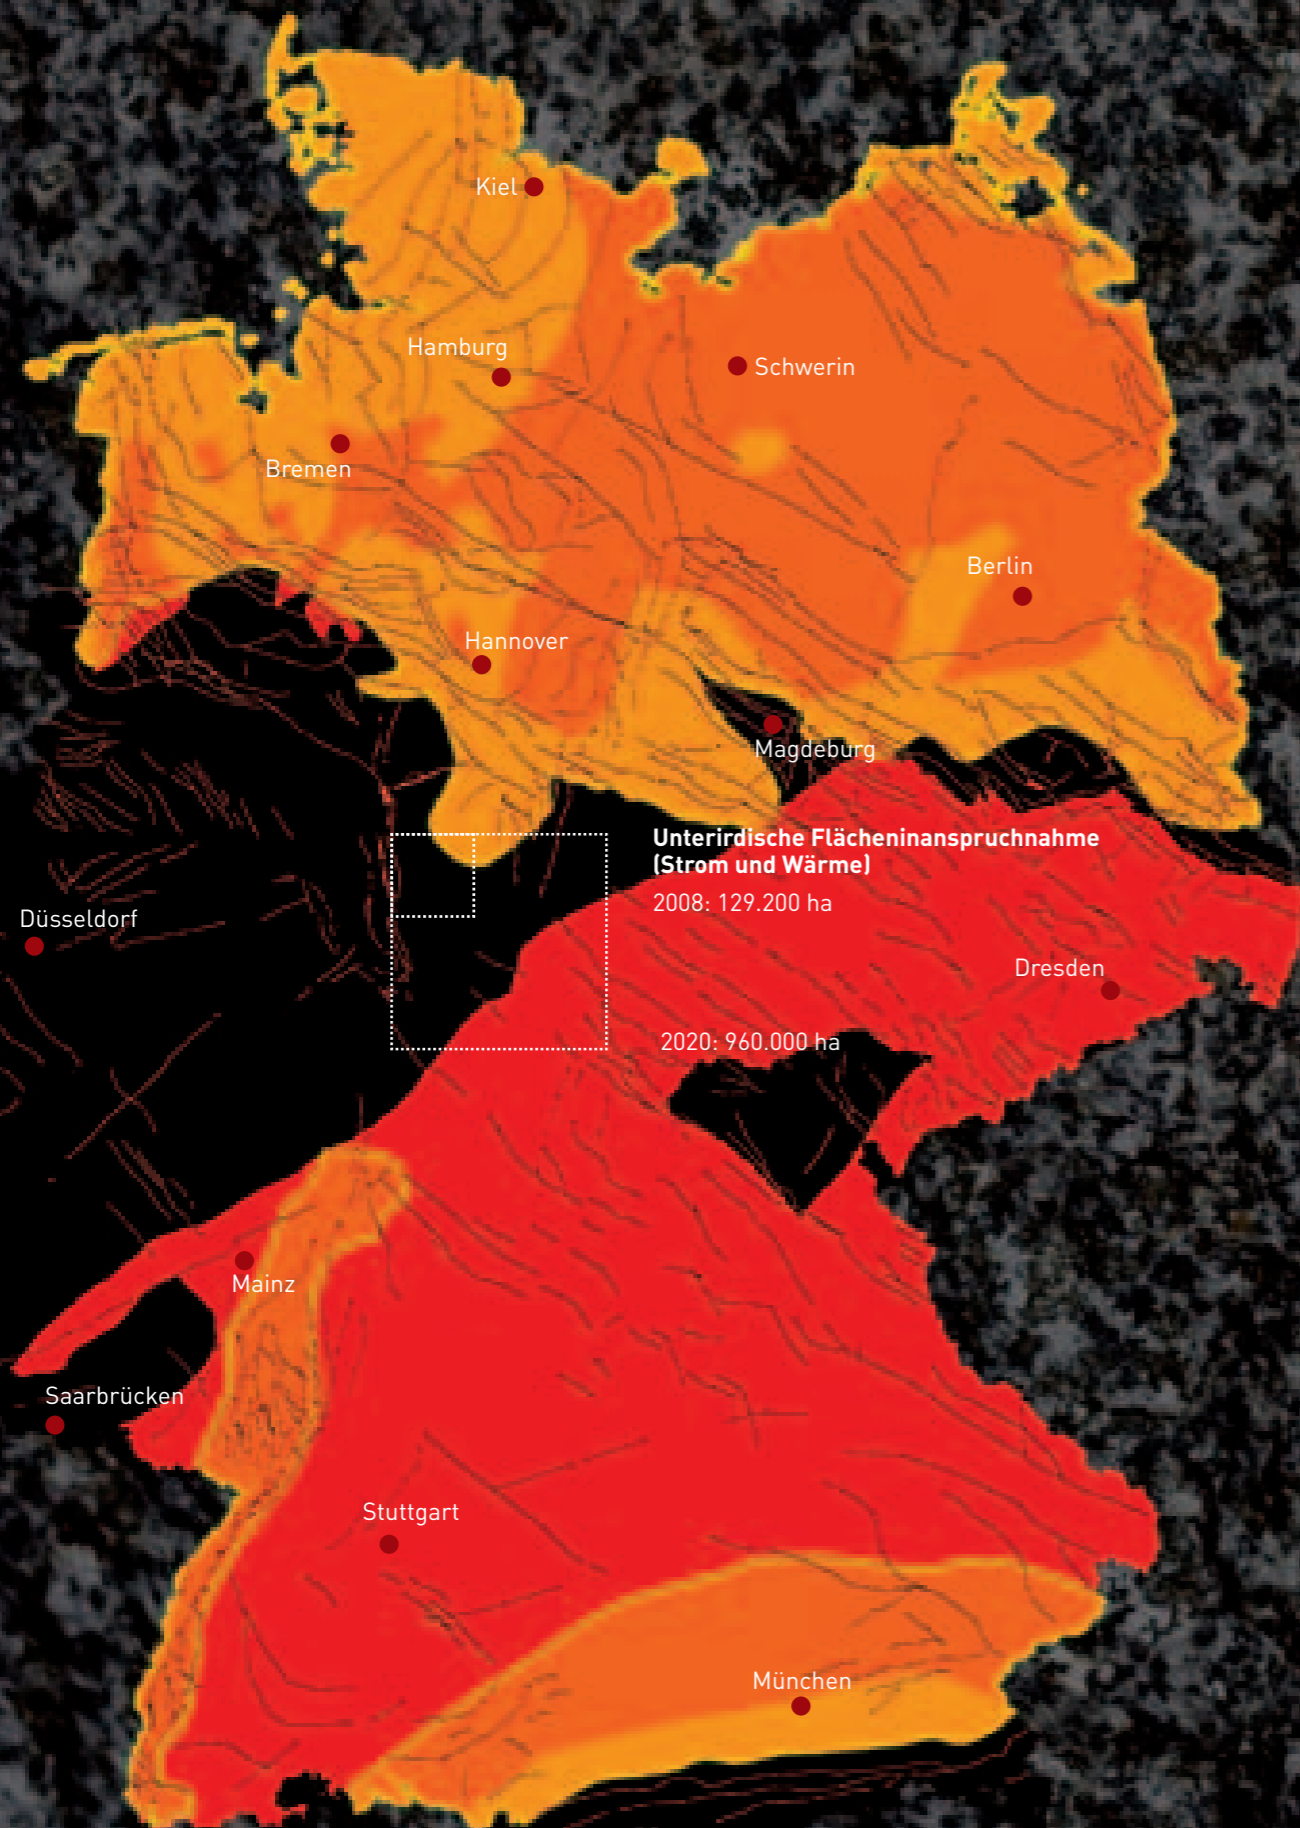 Kiel
Hamburg
Schwerin
Bremen
Berlin
Hannover
Magdeburg
Unterirdische Flächeninanspruchnahme
(Strom und Wärme)
2008: 129.200 ha
Düsseldorf
Dresden
2020: 960.000 ha
Mainz
Saarbrücken
Stuttgart
München